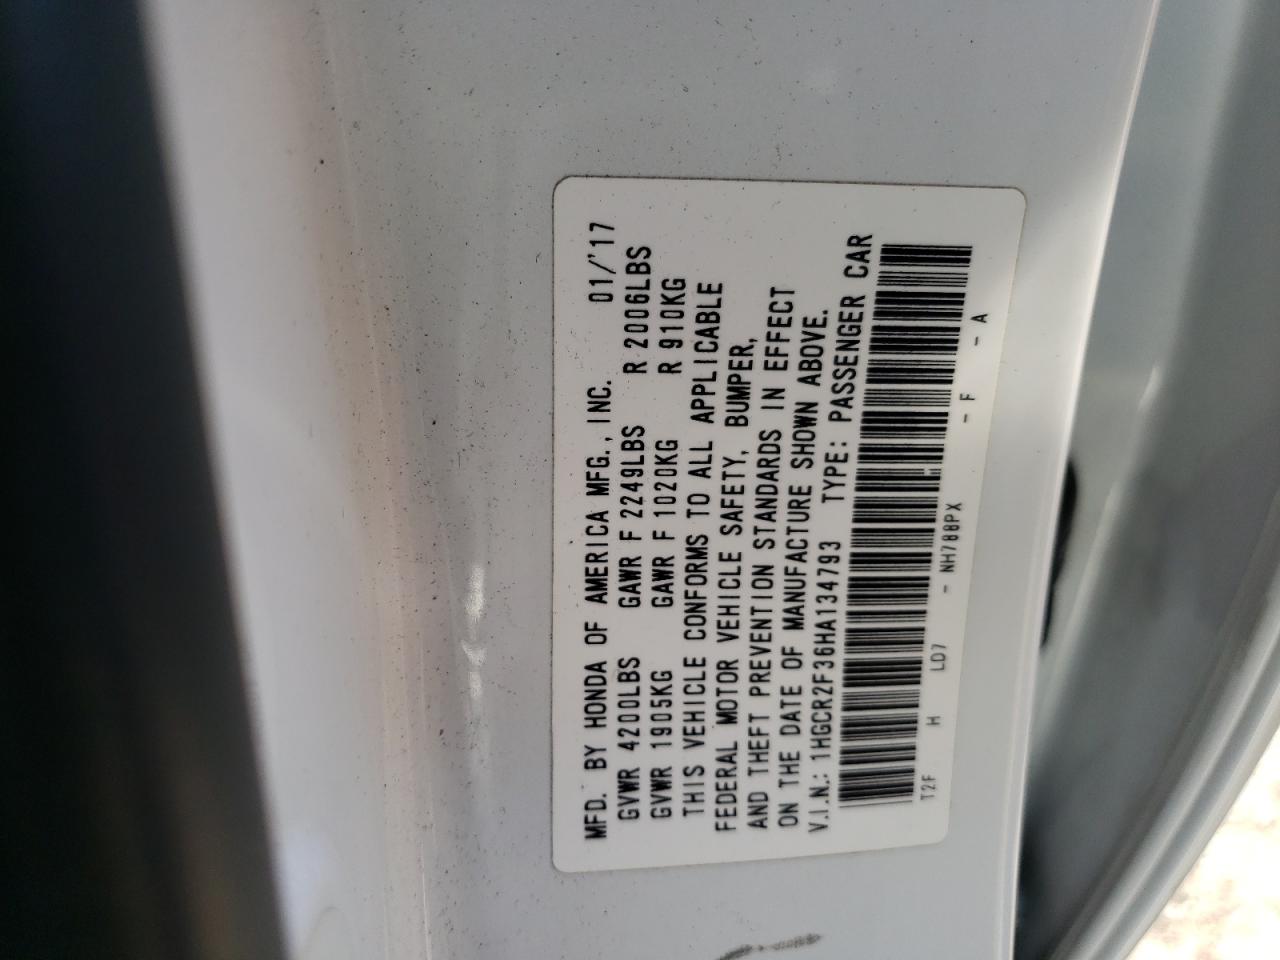 MFD. BY HONDA OF AMERICA MFG., INC. 01/'17
GVWR 4200LBS GAWR F 2249LBS R 2006LBS
GVWR 1905KG GAWR F 1020KG R 910KG
THIS VEHICLE CONFORMS TO ALL APPLICABLE
FEDERAL MOTOR VEHICLE SAFETY, BUMPER,
AND THEFT PREVENTION STANDARDS IN EFFECT
ON THE DATE OF MANUFACTURE SHOWN ABOVE.
V.I.N.: 1HGCR2F36HA134793 TYPE: PASSENGER CAR
T2F H LD7 - NH788PX - F - A